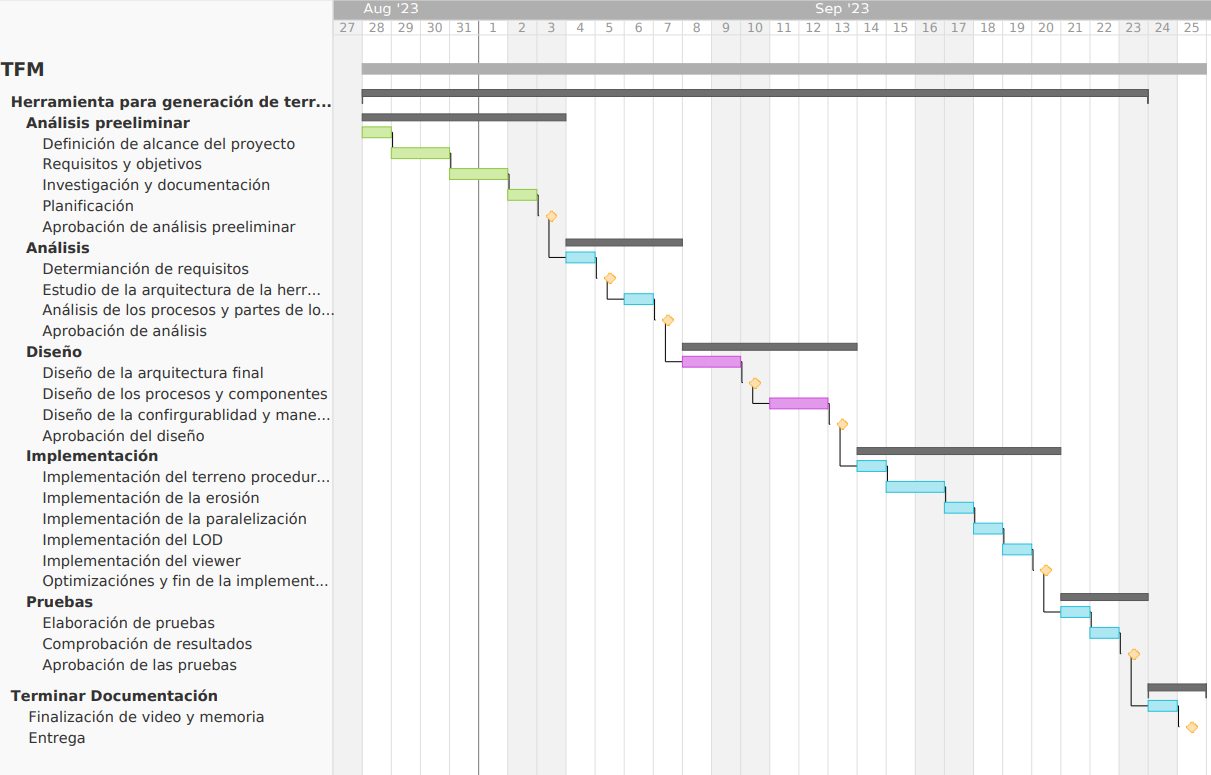 Aug '23 Sep '23
27 28 29 30 31 1 2 3 4 5 6 7 8 9 10 11 12 13 14 15 16 17 18 19 20 21 22 23 24 25
TFM
Herramienta para generación de terr...
Análisis preeliminar
Definición de alcance del proyecto
Requisitos y objetivos
Investigación y documentación
Planificación
Aprobación de análisis preeliminar
Análisis
Determianción de requisitos
Estudio de la arquitectura de la herr...
Análisis de los procesos y partes de lo...
Aprobación de análisis
Diseño
Diseño de la arquitectura final
Diseño de los procesos y componentes
Diseño de la confirgurablidad y mane...
Aprobación del diseño
Implementación
Implementación del terreno procedur...
Implementación de la erosión
Implementación de la paralelización
Implementación del LOD
Implementación del viewer
Optimizaciónes y fin de la implement...
Pruebas
Elaboración de pruebas
Comprobación de resultados
Aprobación de las pruebas
Terminar Documentación
Finalización de video y memoria
Entrega